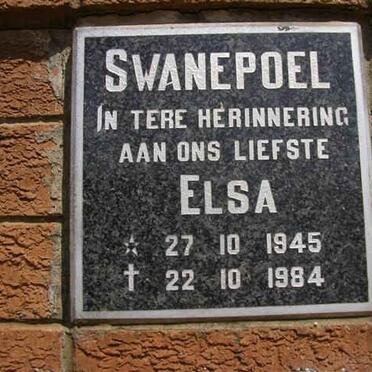 SWANEPOEL
IN TERE HERINNERING
AAN ONS LIEFSTE
ELSA
☆ 27 10 1945
† 22 10 1984